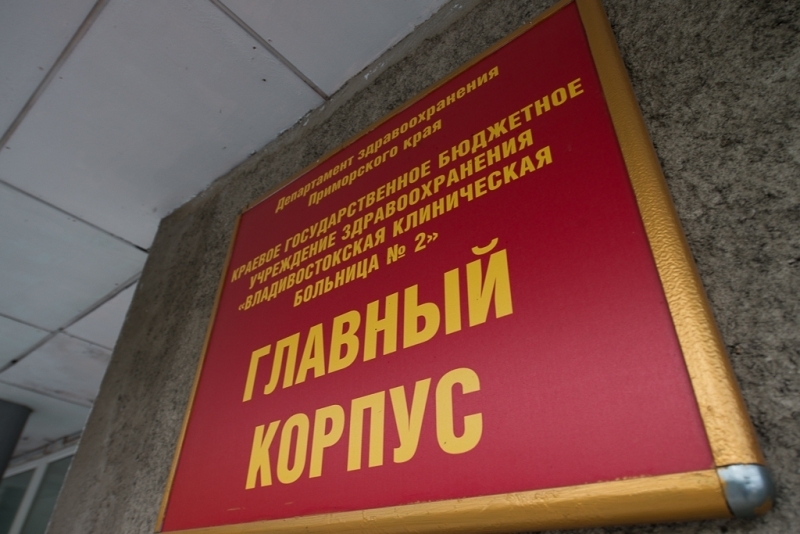 Департамент здравоохранения
Приморского края
КРАЕВОЕ ГОСУДАРСТВЕННОЕ БЮДЖЕТНОЕ
УЧРЕЖДЕНИЕ ЗДРАВООХРАНЕНИЯ
«ВЛАДИВОСТОКСКАЯ КЛИНИЧЕСКАЯ
БОЛЬНИЦА № 2»
ГЛАВНЫЙ
КОРПУС